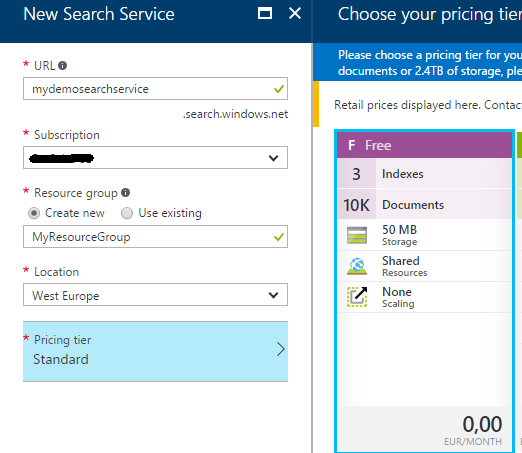 New Search Service
* URL
mydemosearchservice
.search.windows.net
* Subscription
* Resource group
Create new Use existing
MyResourceGroup
* Location
West Europe
* Pricing tier
Standard
Choose your pricing tier
Please choose a pricing tier for you
documents or 2.4TB of storage, ple
Retail prices displayed here. Contac
F Free
3 Indexes
10K Documents
50 MB
Storage
Shared
Resources
None
Scaling
0,00
EUR/MONTH